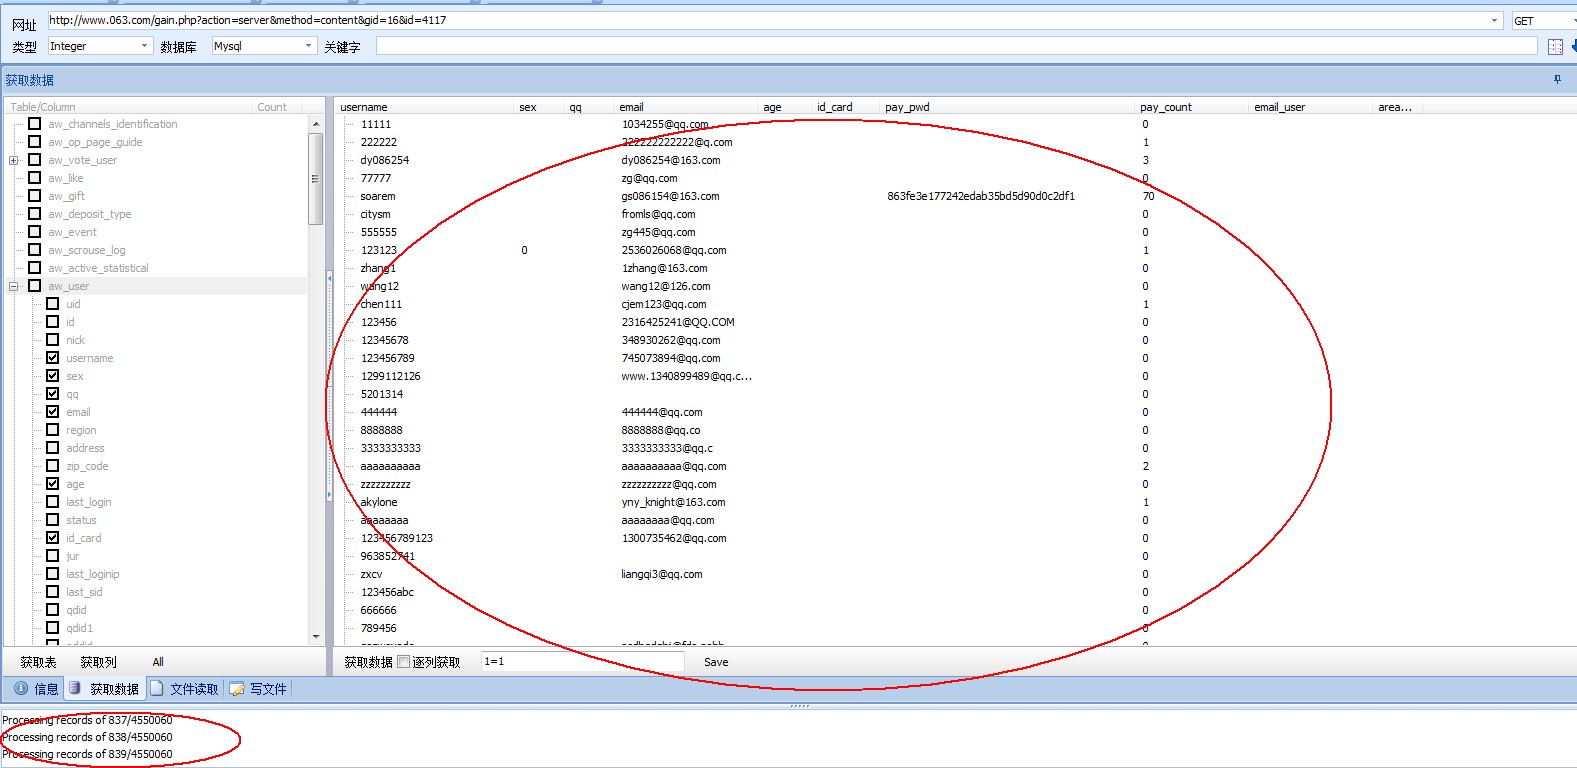 网址 http://www.063.com/gain.php?action=server&method=content&gid=16&id=4117 GET
类型 Integer 数据库 Mysql 关键字
获取数据
Table/Column Count
aw_channels_identification
aw_op_page_guide
aw_vote_user
aw_like
aw_gift
aw_deposit_type
aw_event
aw_scrouse_log
aw_active_statistical
aw_user
uid
id
nick
username
sex
qq
email
region
address
zip_code
age
last_login
status
id_card
jur
last_loginip
last_sid
qdid
qdid1
username sex qq email age id_card pay_pwd pay_count email_user area...
11111 1034255@qq.com 0
222222 222222222222@q.com 1
dy086254 dy086254@163.com 3
77777 zg@qq.com 0
soarem gs086154@163.com 863fe3e177242edab35bd5d90d0c2df1 70
citysm fromls@qq.com 0
555555 zg445@qq.com 0
123123 0 2536026068@qq.com 1
zhang1 1zhang@163.com 0
wang12 wang12@126.com 0
chen111 cjem123@qq.com 1
123456 2316425241@QQ.COM 0
12345678 348930262@qq.com 0
123456789 745073894@qq.com 0
1299112126 www.1340899489@qq.c... 0
5201314 0
444444 444444@qq.com 0
8888888 8888888@qq.co 0
3333333333 3333333333@qq.c 0
aaaaaaaaaa aaaaaaaaaa@qq.com 2
zzzzzzzzzz zzzzzzzzzz@qq.com 0
akylone yny_knight@163.com 1
aaaaaaaa aaaaaaaa@qq.com 0
123456789123 1300735462@qq.com 0
963852741 0
zxcv liangqi3@qq.com 0
123456abc 0
666666 0
789456 0
获取表 获取列 All
获取数据 逐列获取 1=1 Save
信息 获取数据 文件读取 写文件
Processing records of 837/4550060
Processing records of 838/4550060
Processing records of 839/4550060